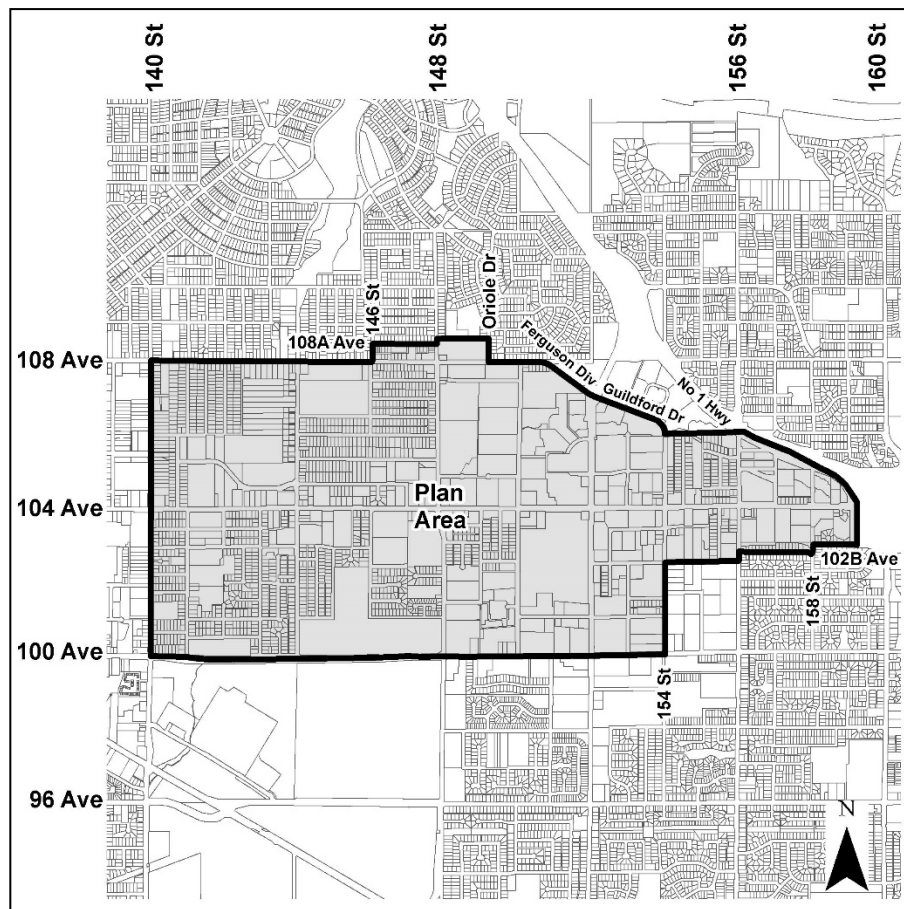 140 St
148 St
156 St
160 St
Oriole Dr
146 St
108A Ave
Ferguson Div
Guildford Dr
No 1 Hwy
108 Ave
Plan
Area
104 Ave
102B Ave
158 St
100 Ave
154 St
96 Ave
N